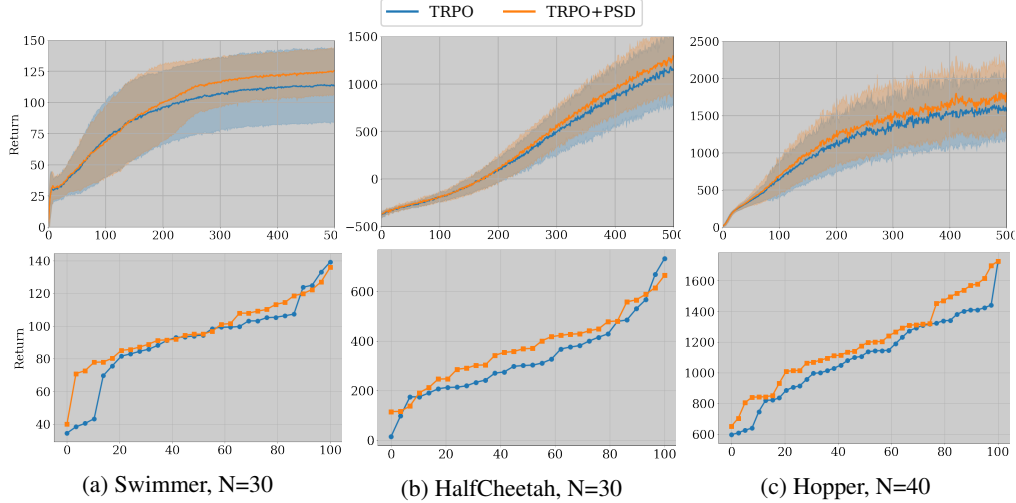 TRPO TRPO+PSD
Return
150
125
100
75
50
25
0
0 100 200 300 400 500
1500
1000
500
0
−500
0 100 200 300 400 500
2500
2000
1500
1000
500
0
0 100 200 300 400 500
Return
140
120
100
80
60
40
0 20 40 60 80 100
600
400
200
0
0 20 40 60 80 100
1600
1400
1200
1000
800
600
0 20 40 60 80 100
(a) Swimmer, N=30
(b) HalfCheetah, N=30
(c) Hopper, N=40